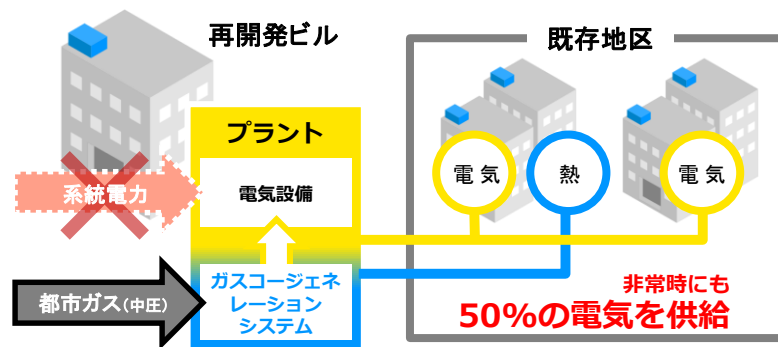 再開発ビル
既存地区
プラント
電気設備
系統電力
電気
熱
電気
ガスコージェネ
レーション
システム
都市ガス(中圧)
非常時にも
50%の電気を供給